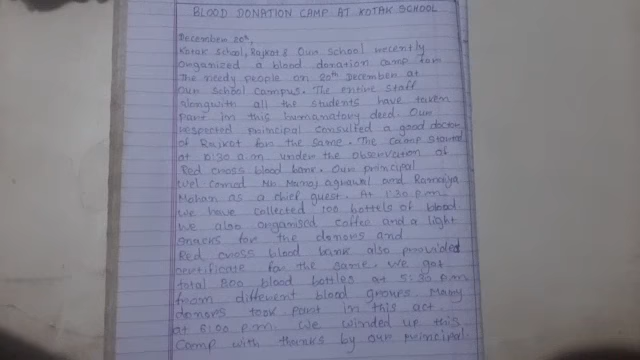 BLOOD DONATION CAMP AT KOTAK SCHOOL
December 20th,
Kotak School, Rajkot : Our school recently
organised a blood donation camp for
the needy people on 20th December at
our school campus. The entire staff
alongwith all the students have taken
part in this humanatory deed. Our
respected principal consulted a good doctor
of Rajkot for the same. The camp started
at 8:30 a.m under the observation of
Red cross blood bank. Our principal
welcomed Mr. Manoj agrawal and Ramaiya
Mohan as a chief guest. At 1:30 p.m.
we have collected 100 bottels of blood
we also organised coffee and a light
snacks for the donors and
Red cross blood bank also provided
certificate for the same. We got
total 800 blood bottles at 5:30 p.m.
from different blood groups. Many
donors took part in this act.
at 6:00 p.m. We winded up this
camp with thanks by our principal.